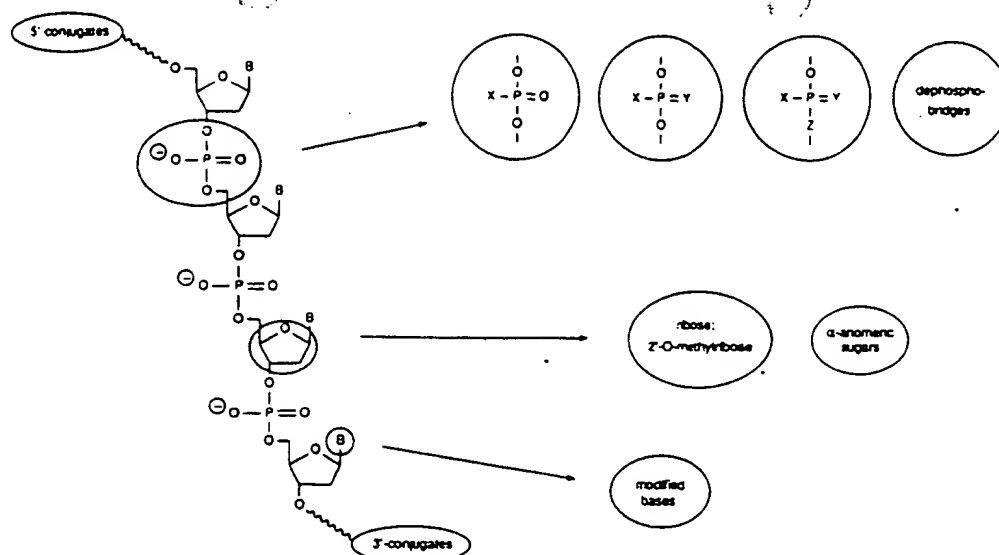 5' conjugates
O
O
B
O
⊖ O – P = O
O
O
B
O
⊖ O – P = O
O
O
B
O
⊖ O – P = O
O
O
B
O
3'-conjugates
O
X – P = O
O
O
X – P = Y
O
O
X – P = Y
Z
dephospho-
bridges
ribose;
2'-O-methylribose
α-anomeric
sugars
modified
bases